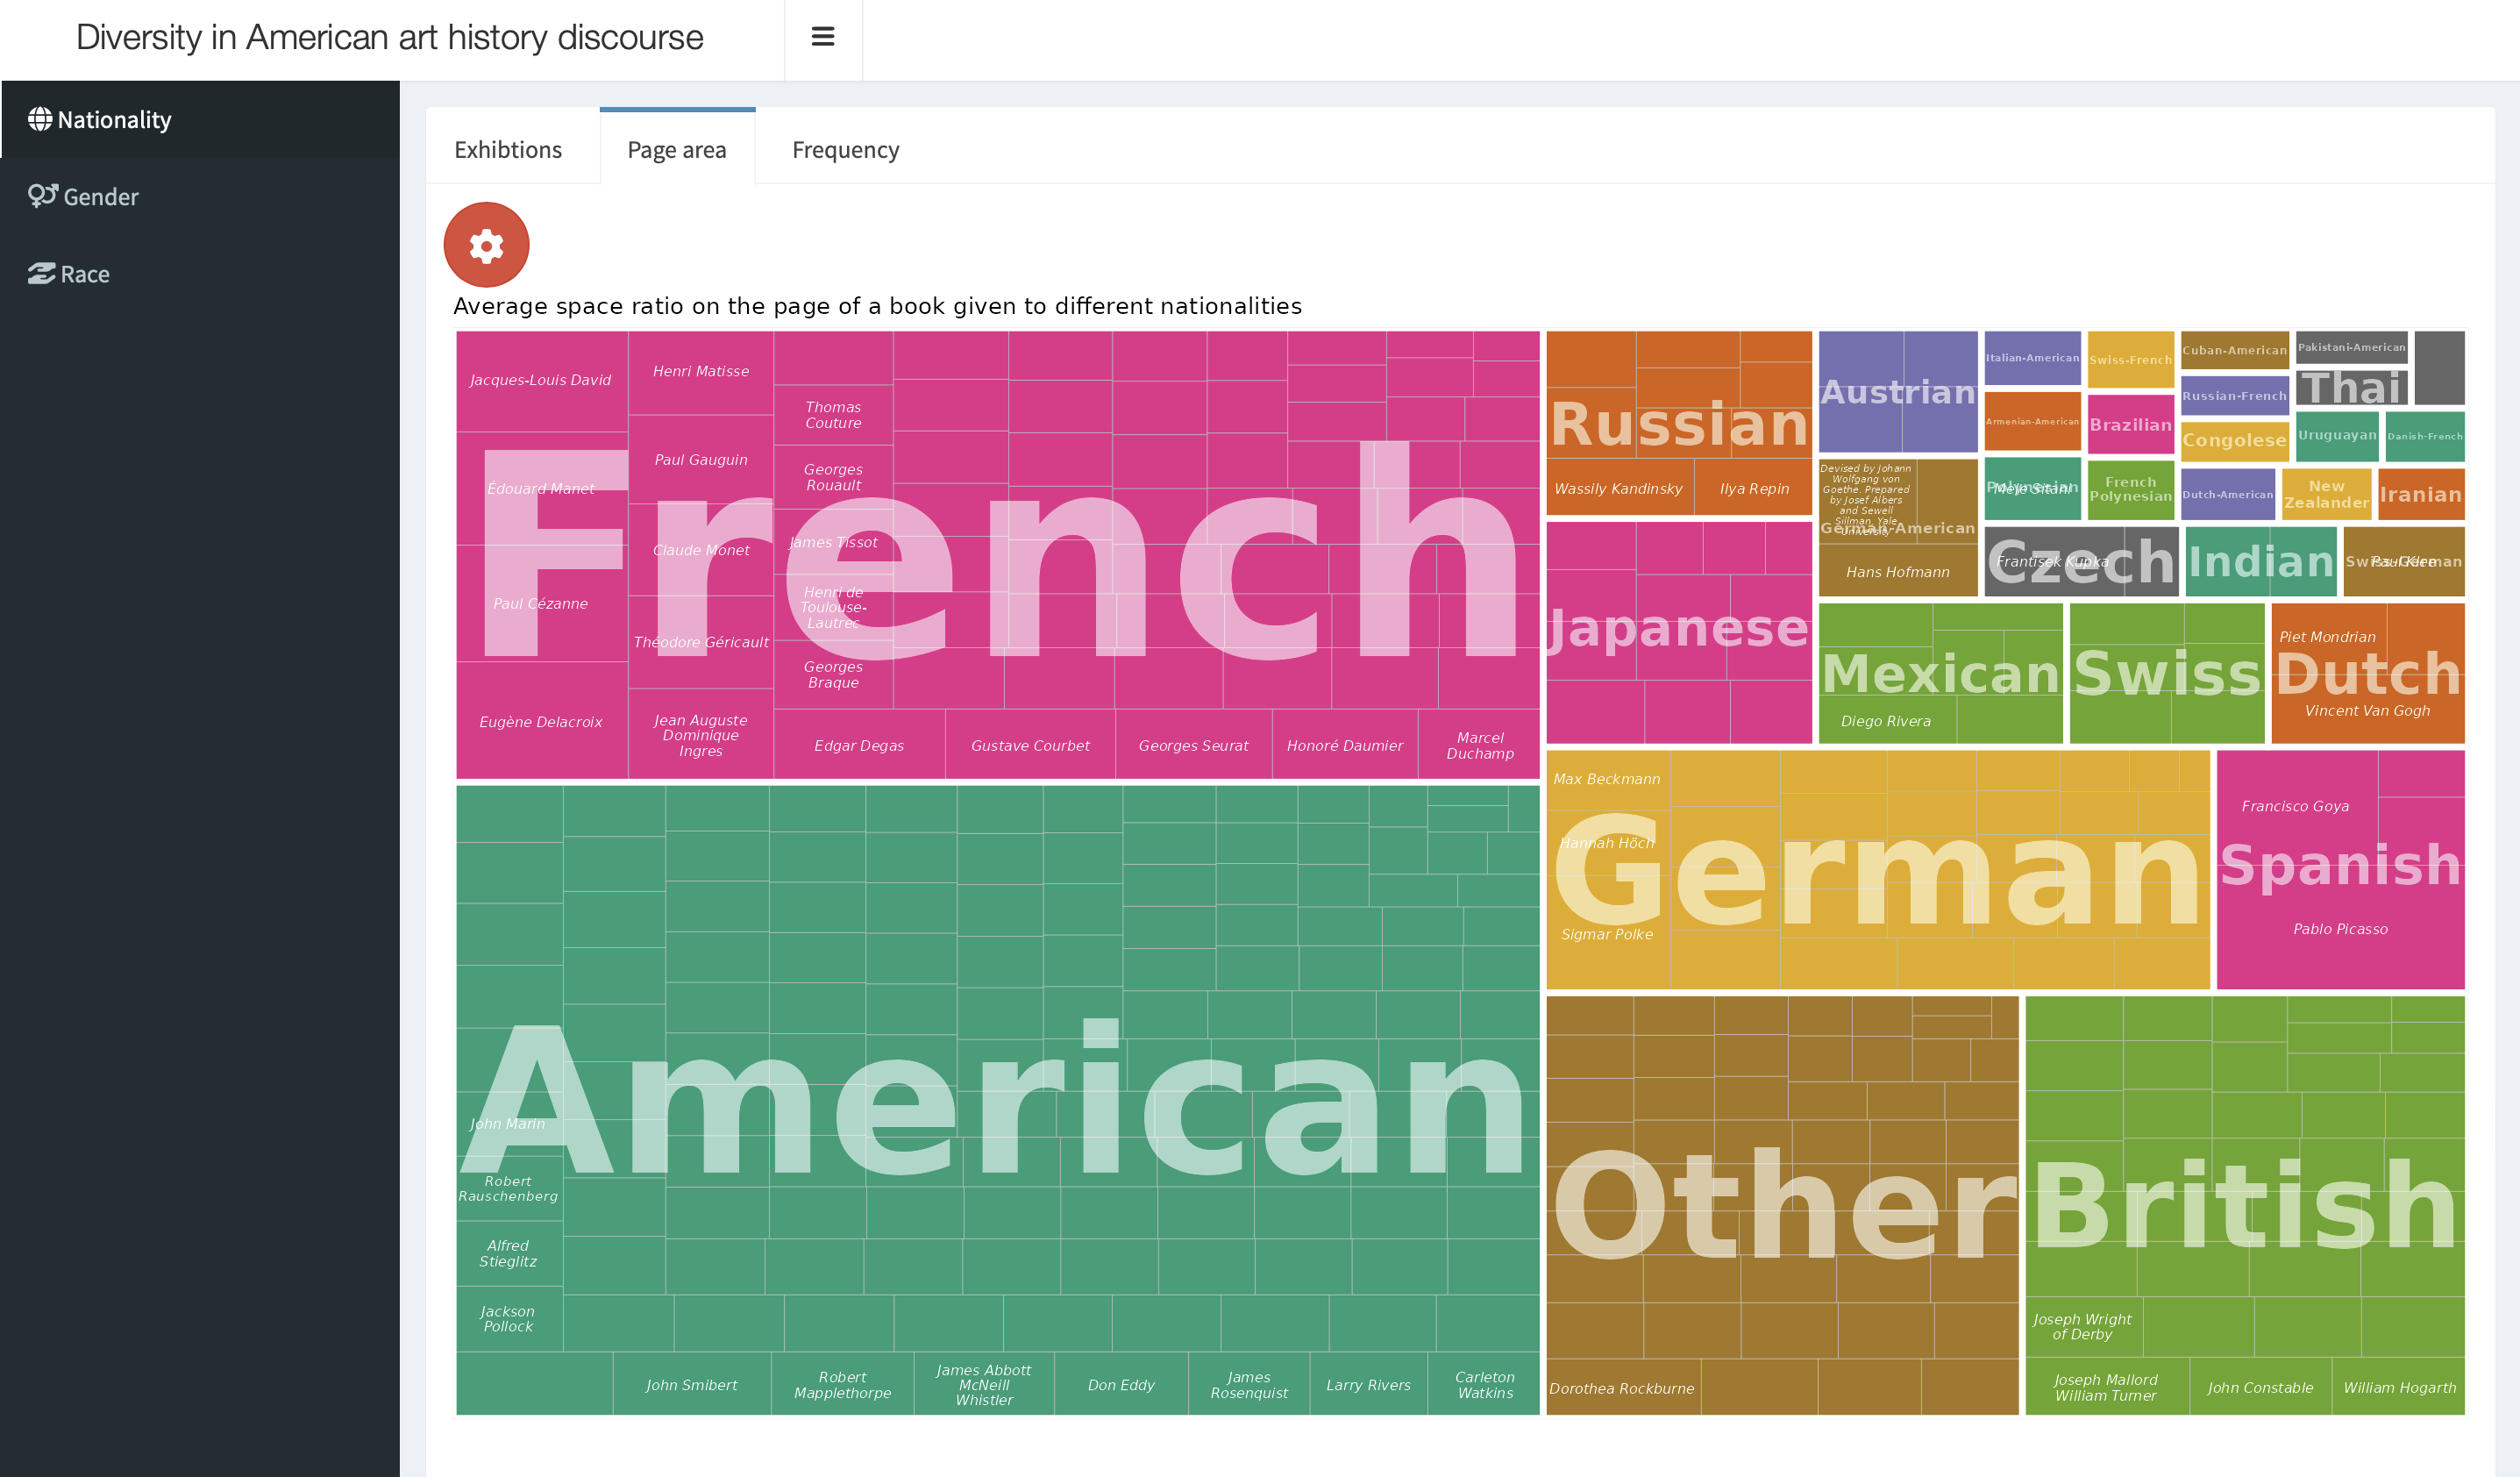 Diversity in American art history discourse
Nationality
Gender
Race
Exhibtions
Page area
Frequency
Average space ratio on the page of a book given to different nationalities
French
Jacques-Louis David
Édouard Manet
Paul Cézanne
Eugène Delacroix
Henri Matisse
Paul Gauguin
Claude Monet
Théodore Géricault
Jean Auguste
Dominique
Ingres
Thomas
Couture
Georges
Rouault
James Tissot
Henri de
Toulouse-
Lautrec
Georges
Braque
Edgar Degas
Gustave Courbet
Georges Seurat
Honoré Daumier
Marcel
Duchamp
American
John Marin
Robert
Rauschenberg
Alfred
Stieglitz
Jackson
Pollock
John Smibert
Robert
Mapplethorpe
James Abbott
McNeill
Whistler
Don Eddy
James
Rosenquist
Larry Rivers
Carleton
Watkins
Russian
Wassily Kandinsky
Ilya Repin
Japanese
Austrian
Devised by Johann
Wolfgang von
Goethe. Prepared
by Josef Albers
and Sewell
Sillman, Yale
University
German-American
Hans Hofmann
Italian-American
Armenian-American
Polynesian
Swiss-French
Brazilian
French
Polynesian
Cuban-American
Russian-French
Congolese
Dutch-American
Pakistani-American
Thai
Uruguayan
Danish-French
New
Zealander
Iranian
Czech
Frantisek Kupka
Indian
Swiss-German
Paul Klee
Mexican
Diego Rivera
Swiss
Dutch
Piet Mondrian
Vincent Van Gogh
German
Max Beckmann
Hannah Höch
Sigmar Polke
Spanish
Francisco Goya
Pablo Picasso
Other
Dorothea Rockburne
British
Joseph Wright
of Derby
Joseph Mallord
William Turner
John Constable
William Hogarth